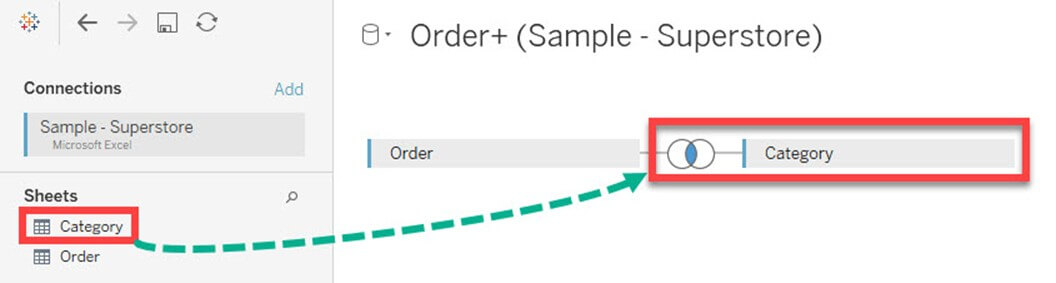 Order+ (Sample - Superstore)
Connections
Add
Sample - Superstore
Microsoft Excel
Order
Category
Sheets
Category
Order